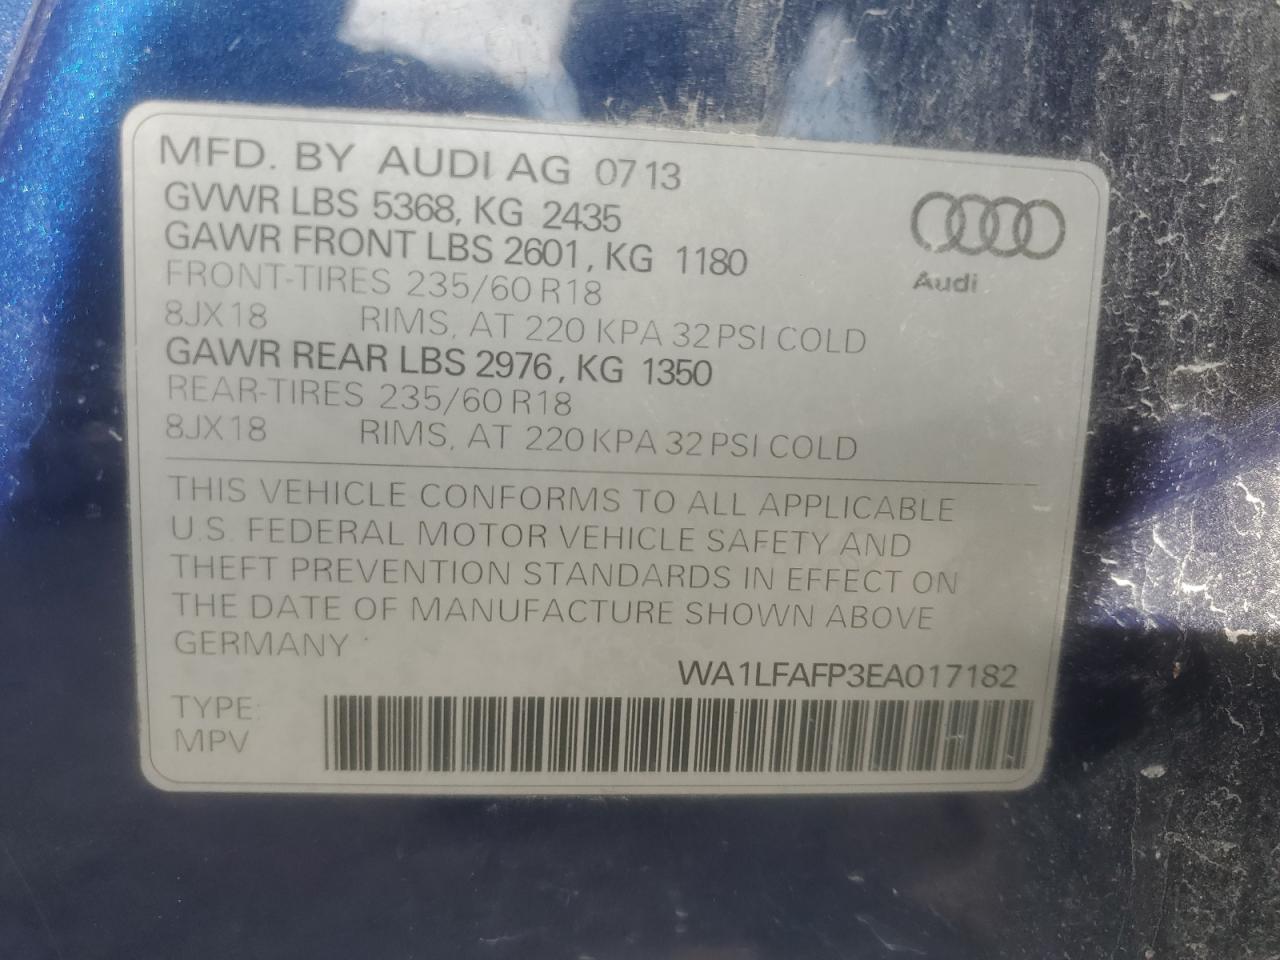 MFD. BY AUDI AG 0713
GVWR LBS 5368, KG 2435
GAWR FRONT LBS 2601, KG 1180
FRONT-TIRES 235/60 R18
8JX18 RIMS, AT 220 KPA 32 PSI COLD
GAWR REAR LBS 2976, KG 1350
REAR-TIRES 235/60 R18
8JX18 RIMS, AT 220 KPA 32 PSI COLD
Audi
THIS VEHICLE CONFORMS TO ALL APPLICABLE
U.S. FEDERAL MOTOR VEHICLE SAFETY AND
THEFT PREVENTION STANDARDS IN EFFECT ON
THE DATE OF MANUFACTURE SHOWN ABOVE
GERMANY
WA1LFAFP3EA017182
TYPE:
MPV